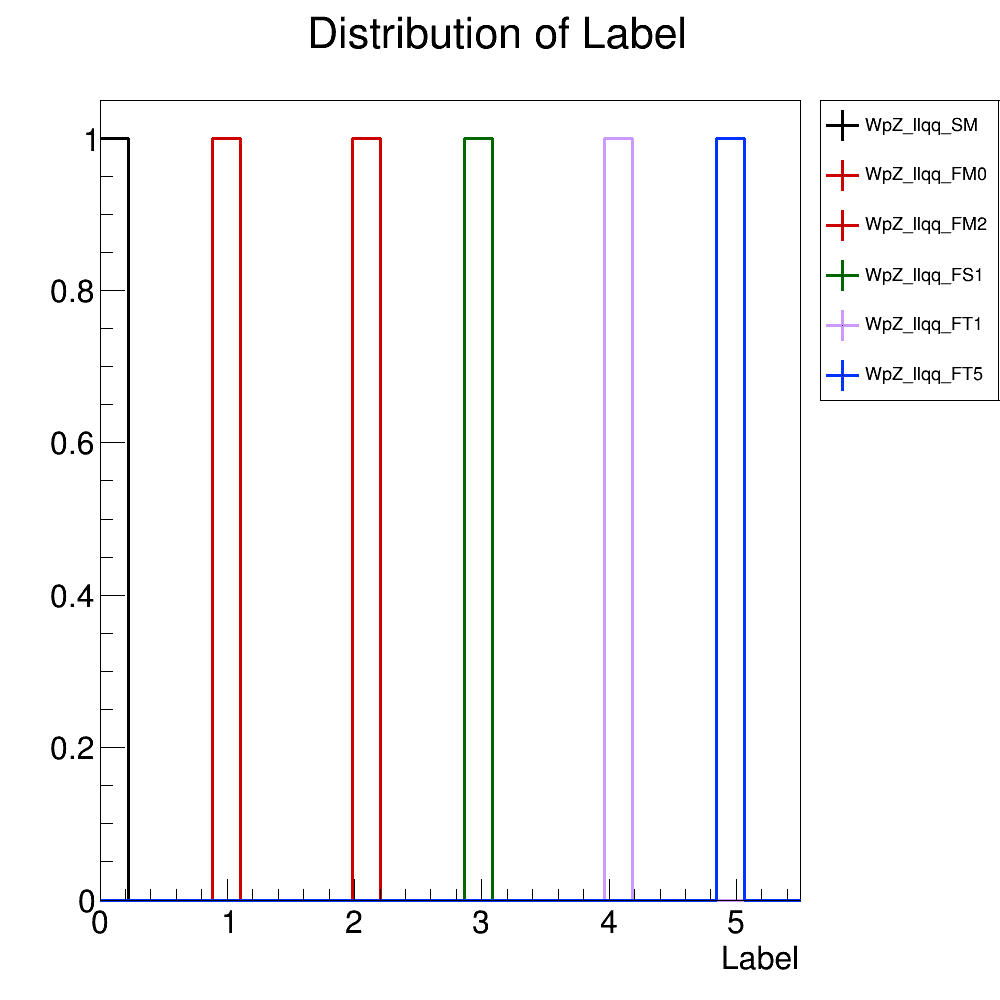 Distribution of Label
1
0.8
0.6
0.4
0.2
0
0 1 2 3 4 5
Label
WpZ_llqq_SM
WpZ_llqq_FM0
WpZ_llqq_FM2
WpZ_llqq_FS1
WpZ_llqq_FT1
WpZ_llqq_FT5